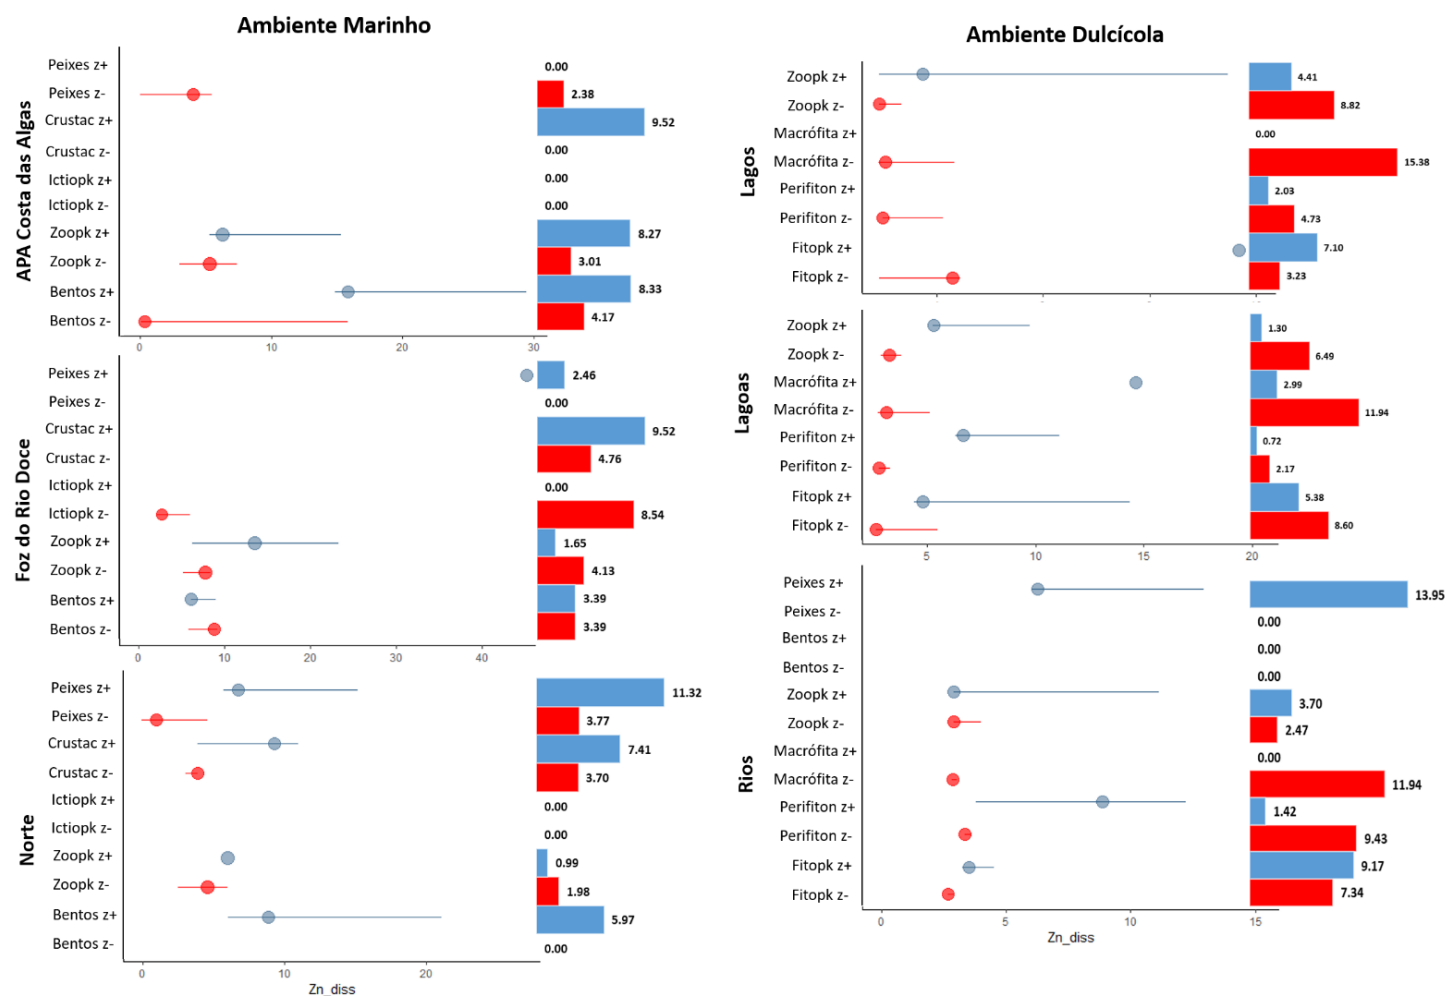 Ambiente Marinho
APA Costa das Algas
Peixes z+
0.00
Peixes z-
2.38
Crustac z+
9.52
Crustac z-
0.00
Ictiopk z+
0.00
Ictiopk z-
0.00
Zoopk z+
8.27
Zoopk z-
3.01
Bentos z+
8.33
Bentos z-
4.17
0 10 20 30
Foz do Rio Doce
Peixes z+
2.46
Peixes z-
0.00
Crustac z+
9.52
Crustac z-
4.76
Ictiopk z+
0.00
Ictiopk z-
8.54
Zoopk z+
1.65
Zoopk z-
4.13
Bentos z+
3.39
Bentos z-
3.39
0 10 20 30 40
Norte
Peixes z+
11.32
Peixes z-
3.77
Crustac z+
7.41
Crustac z-
3.70
Ictiopk z+
0.00
Ictiopk z-
0.00
Zoopk z+
0.99
Zoopk z-
1.98
Bentos z+
5.97
Bentos z-
0.00
0 10 20
Zn_diss
Ambiente Dulcícola
Lagos
Zoopk z+
4.41
Zoopk z-
8.82
Macrófita z+
0.00
Macrófita z-
15.38
Perifiton z+
2.03
Perifiton z-
4.73
Fitopk z+
7.10
Fitopk z-
3.23
Lagoas
Zoopk z+
1.30
Zoopk z-
6.49
Macrófita z+
2.99
Macrófita z-
11.94
Perifiton z+
0.72
Perifiton z-
2.17
Fitopk z+
5.38
Fitopk z-
8.60
5 10 15 20
Rios
Peixes z+
13.95
Peixes z-
0.00
Bentos z+
0.00
Bentos z-
0.00
Zoopk z+
3.70
Zoopk z-
2.47
Macrófita z+
0.00
Macrófita z-
11.94
Perifiton z+
1.42
Perifiton z-
9.43
Fitopk z+
9.17
Fitopk z-
7.34
0 5 10 15
Zn_diss